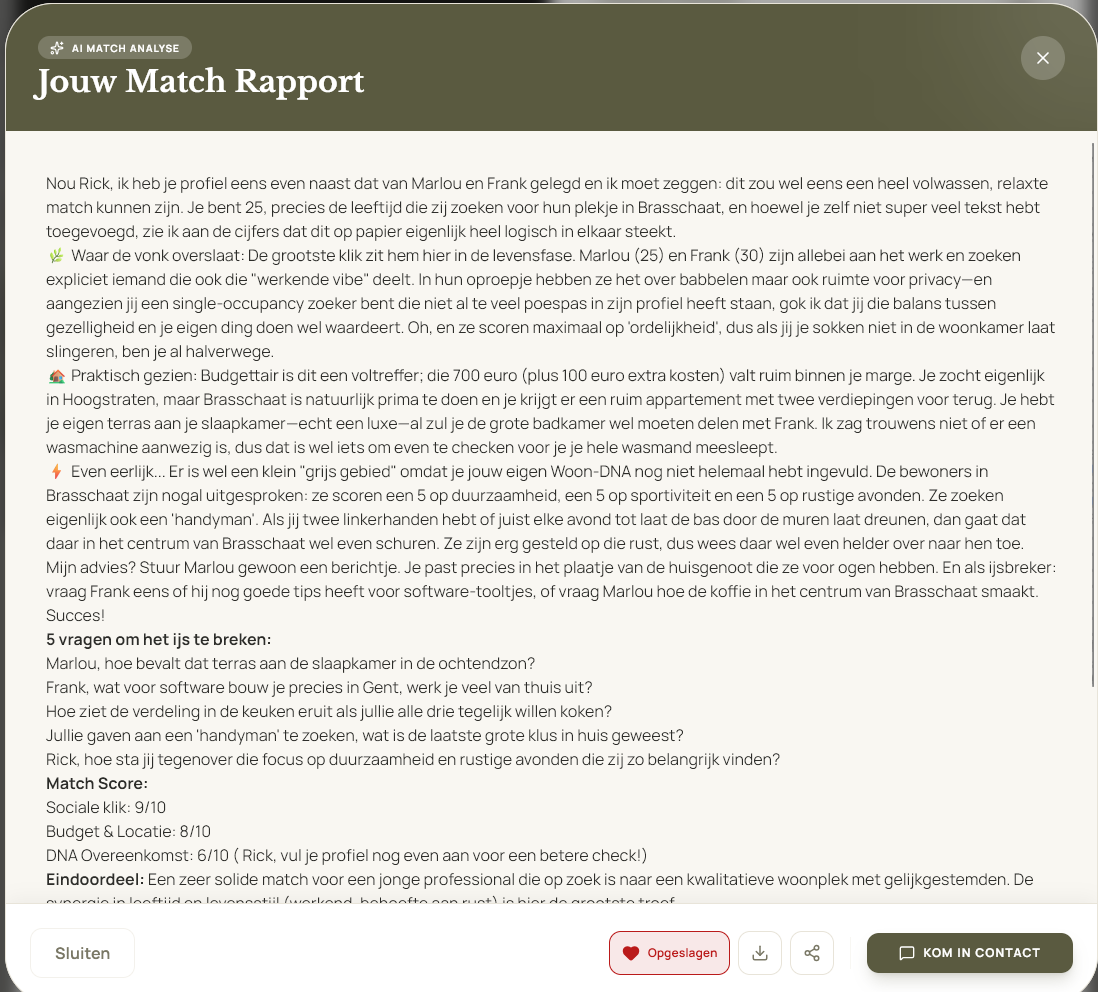 AI MATCH ANALYSE
Jouw Match Rapport
Nou Rick, ik heb je profiel eens even naast dat van Marlou en Frank gelegd en ik moet zeggen: dit zou wel eens een heel volwassen, relaxte
match kunnen zijn. Je bent 25, precies de leeftijd die zij zoeken voor hun plekje in Brasschaat, en hoewel je zelf niet super veel tekst hebt
toegevoegd, zie ik aan de cijfers dat dit op papier eigenlijk heel logisch in elkaar steekt.
🌿 Waar de vonk overslaat: De grootste klik zit hem hier in de levensfase. Marlou (25) en Frank (30) zijn allebei aan het werk en zoeken
expliciet iemand die ook die "werkende vibe" deelt. In hun oproepje hebben ze het over babbelen maar ook ruimte voor privacy—en
aangezien jij een single-occupancy zoeker bent die niet al te veel poespas in zijn profiel heeft staan, gok ik dat jij die balans tussen
gezelligheid en je eigen ding doen wel waardeert. Oh, en ze scoren maximaal op 'ordelijkheid', dus als jij je sokken niet in de woonkamer laat
slingeren, ben je al halverwege.
🏠 Praktisch gezien: Budgettair is dit een voltreffer; die 700 euro (plus 100 euro extra kosten) valt ruim binnen je marge. Je zocht eigenlijk
in Hoogstraten, maar Brasschaat is natuurlijk prima te doen en je krijgt er een ruim appartement met twee verdiepingen voor terug. Je hebt
je eigen terras aan je slaapkamer—echt een luxe—al zul je de grote badkamer wel moeten delen met Frank. Ik zag trouwens niet of er een
wasmachine aanwezig is, dus dat is wel iets om even te checken voor je je hele wasmand meesleept.
⚡ Even eerlijk... Er is wel een klein "grijs gebied" omdat je jouw eigen Woon-DNA nog niet helemaal hebt ingevuld. De bewoners in
Brasschaat zijn nogal uitgesproken: ze scoren een 5 op duurzaamheid, een 5 op sportiviteit en een 5 op rustige avonden. Ze zoeken
eigenlijk ook een 'handyman'. Als jij twee linkerhanden hebt of juist elke avond tot laat de bas door de muren laat dreunen, dan gaat dat
daar in het centrum van Brasschaat wel even schuren. Ze zijn erg gesteld op die rust, dus wees daar wel even helder over naar hen toe.
Mijn advies? Stuur Marlou gewoon een berichtje. Je past precies in het plaatje van de huisgenoot die ze voor ogen hebben. En als ijsbreker:
vraag Frank eens of hij nog goede tips heeft voor software-tooltjes, of vraag Marlou hoe de koffie in het centrum van Brasschaat smaakt.
Succes!
5 vragen om het ijs te breken:
Marlou, hoe bevalt dat terras aan de slaapkamer in de ochtendzon?
Frank, wat voor software bouw je precies in Gent, werk je veel van thuis uit?
Hoe ziet de verdeling in de keuken eruit als jullie alle drie tegelijk willen koken?
Jullie gaven aan een 'handyman' te zoeken, wat is de laatste grote klus in huis geweest?
Rick, hoe sta jij tegenover die focus op duurzaamheid en rustige avonden die zij zo belangrijk vinden?
Match Score:
Sociale klik: 9/10
Budget & Locatie: 8/10
DNA Overeenkomst: 6/10 ( Rick, vul je profiel nog even aan voor een betere check!)
Eindoordeel: Een zeer solide match voor een jonge professional die op zoek is naar een kwalitatieve woonplek met gelijkgestemden. De
synergie in leeftijd en levensstijl (werkend, behoefte aan rust) is hier de grootste troef.
Sluiten
Opgeslagen
KOM IN CONTACT